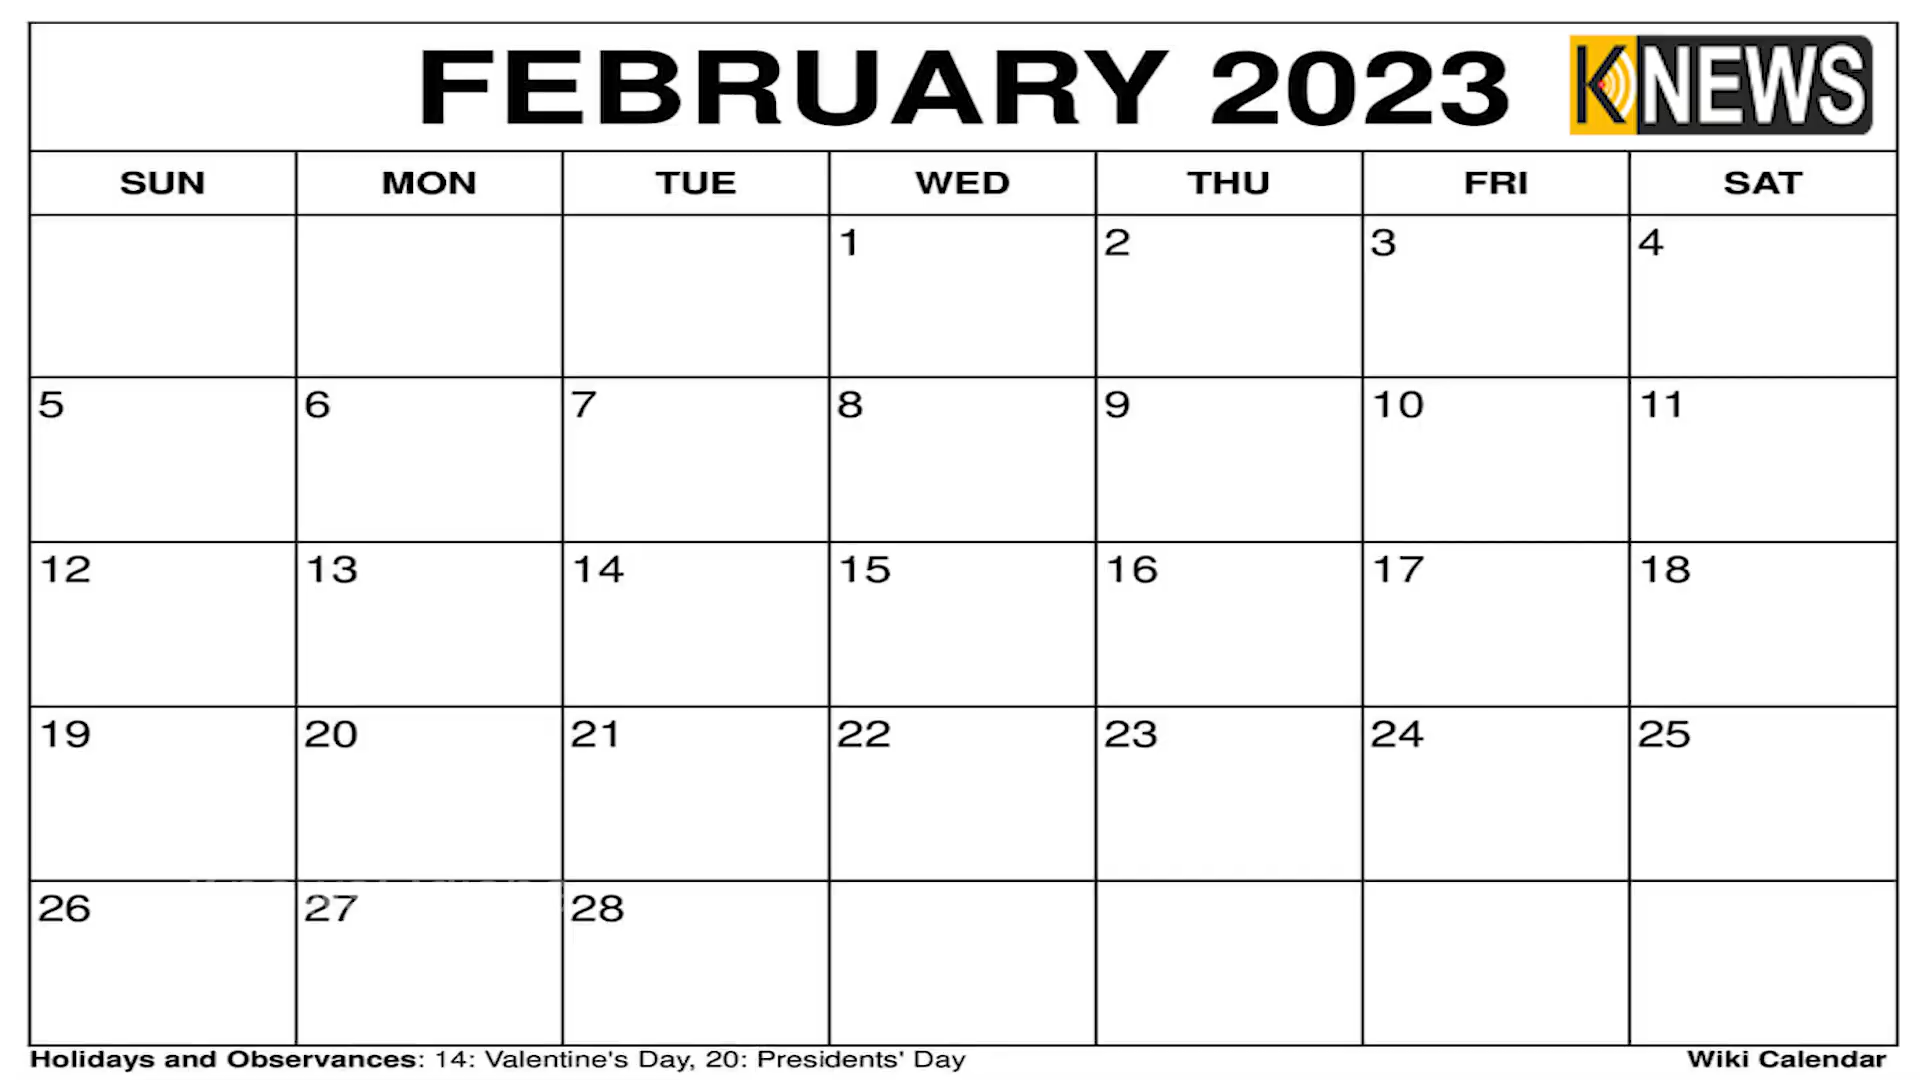 FEBRUARY 2023 KNEWS
SUN MON TUE WED THU FRI SAT
1 2 3 4
5 6 7 8 9 10 11
12 13 14 15 16 17 18
19 20 21 22 23 24 25
26 27 28
Holidays and Observances: 14: Valentine's Day, 20: Presidents' Day Wiki Calendar